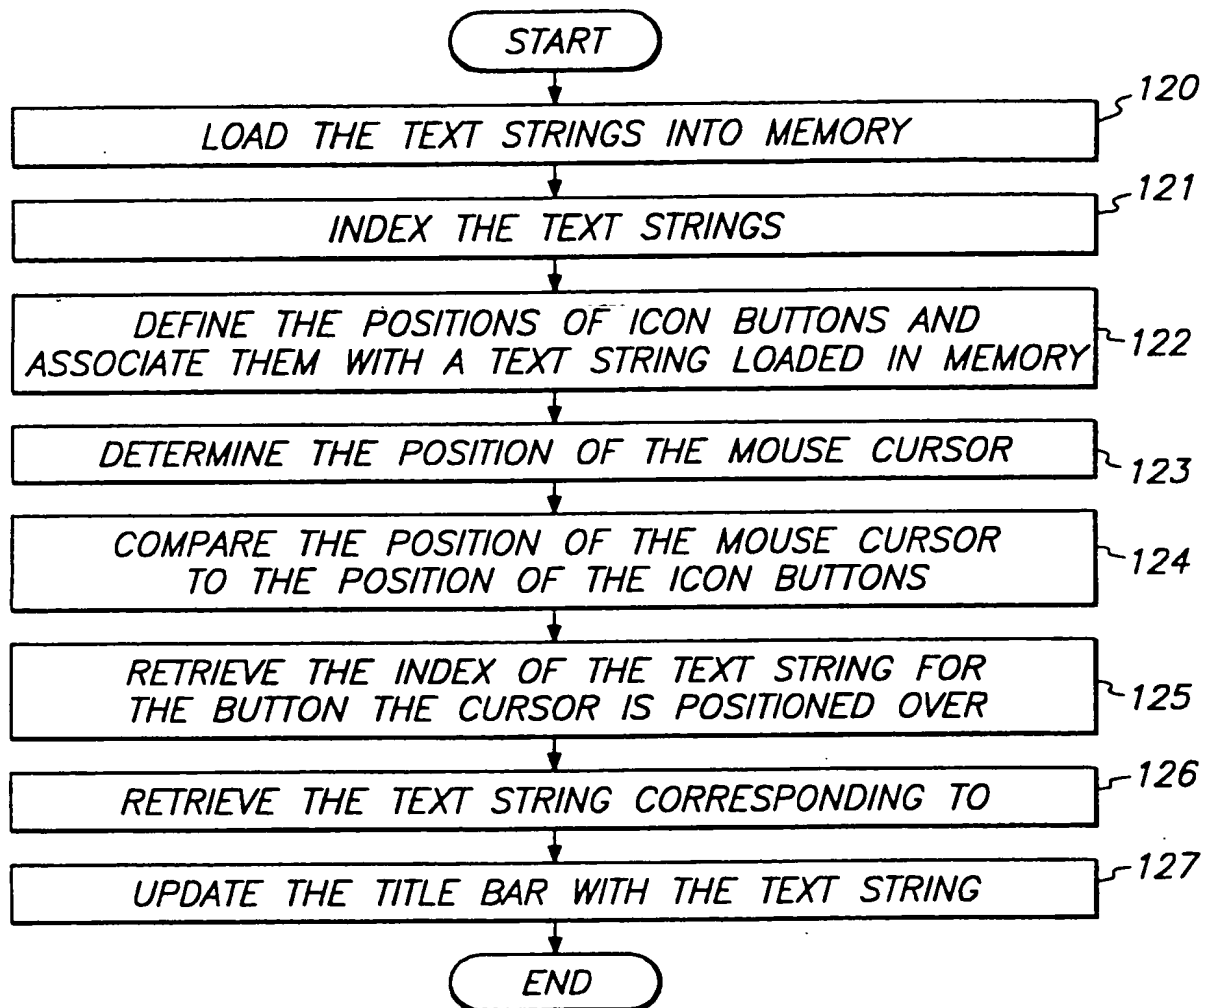 START
LOAD THE TEXT STRINGS INTO MEMORY
120
INDEX THE TEXT STRINGS
121
DEFINE THE POSITIONS OF ICON BUTTONS AND
ASSOCIATE THEM WITH A TEXT STRING LOADED IN MEMORY
122
DETERMINE THE POSITION OF THE MOUSE CURSOR
123
COMPARE THE POSITION OF THE MOUSE CURSOR
TO THE POSITION OF THE ICON BUTTONS
124
RETRIEVE THE INDEX OF THE TEXT STRING FOR
THE BUTTON THE CURSOR IS POSITIONED OVER
125
RETRIEVE THE TEXT STRING CORRESPONDING TO
126
UPDATE THE TITLE BAR WITH THE TEXT STRING
127
END